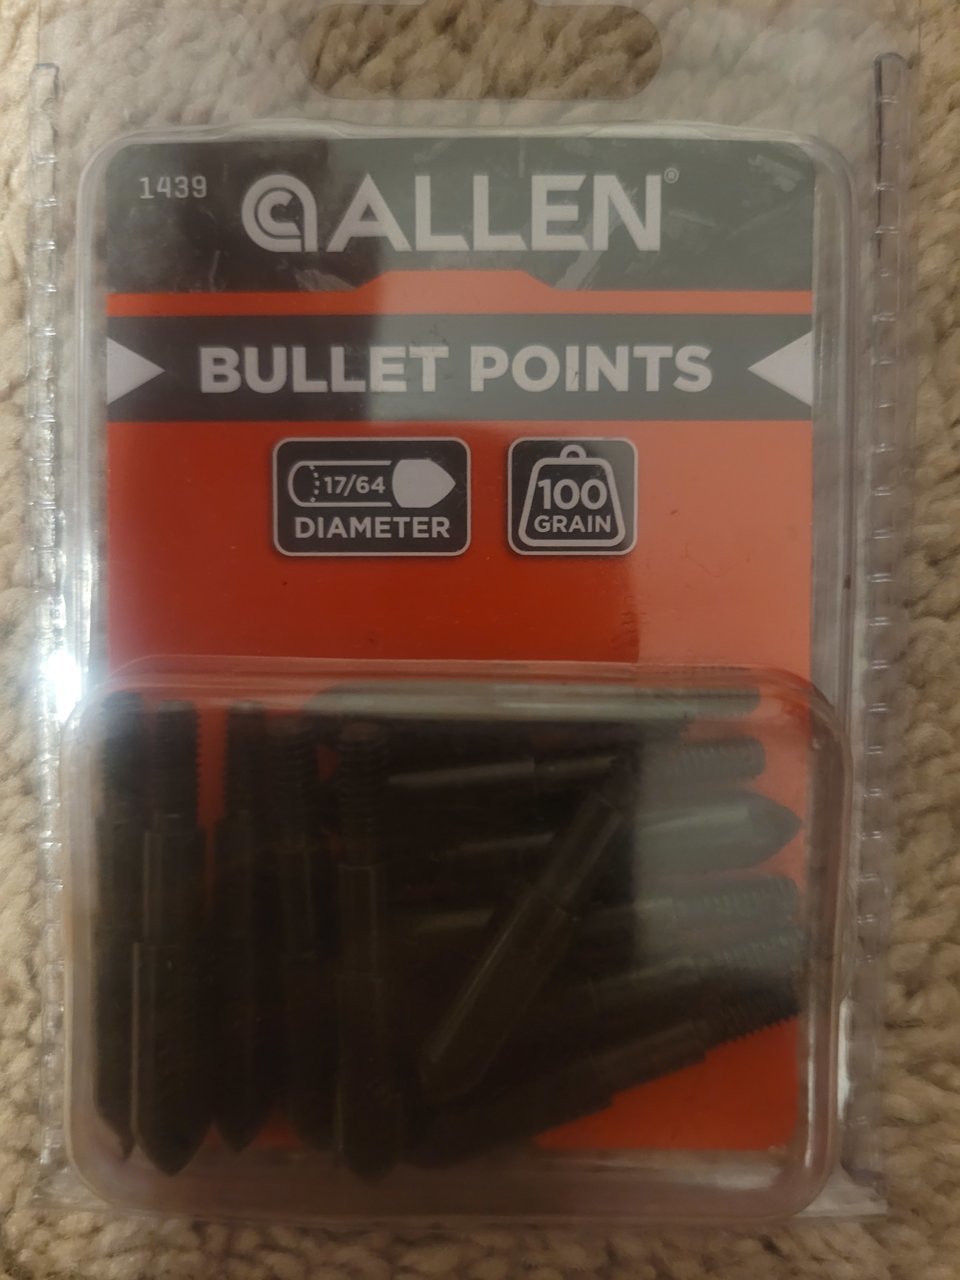 1439
ALLEN®
BULLET POINTS
17/64
DIAMETER
100
GRAIN